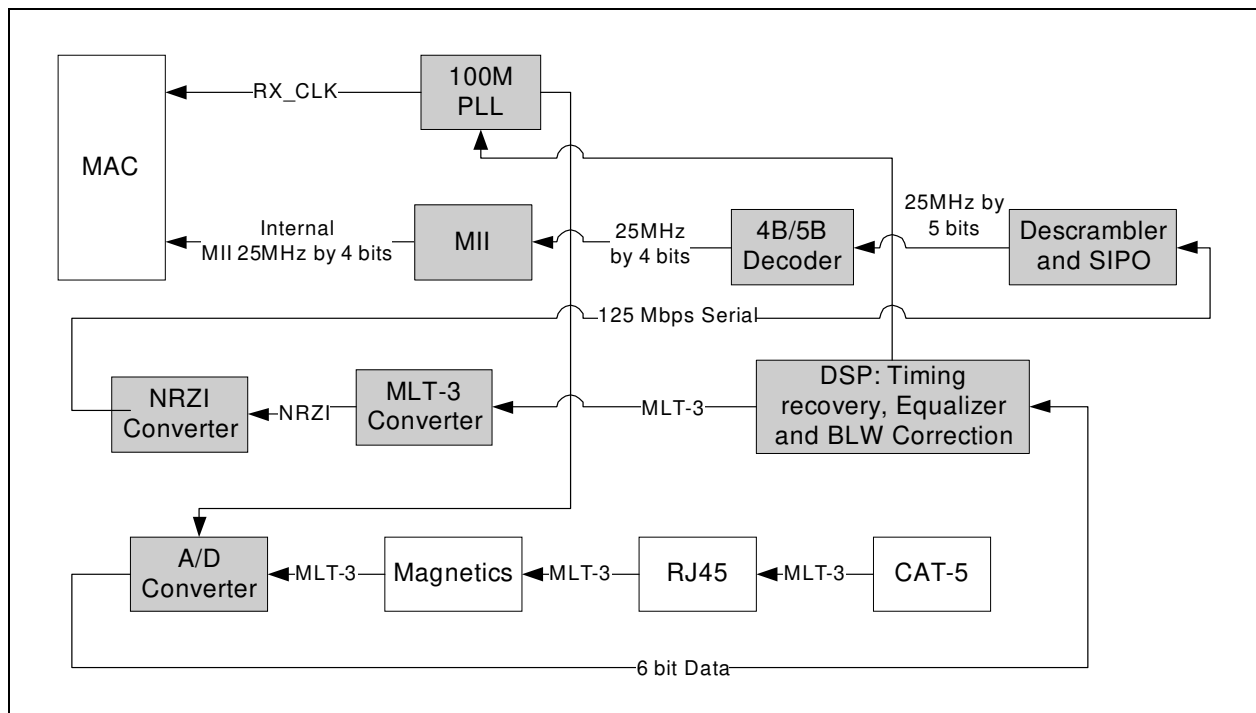 100M
PLL
RX_CLK
MAC
Internal
MII 25MHz by 4 bits
MII
25MHz
by 4 bits
4B/5B
Decoder
25MHz by
5 bits
Descrambler
and SIPO
125 Mbps Serial
NRZI
Converter
NRZI
MLT-3
Converter
MLT-3
DSP: Timing
recovery, Equalizer
and BLW Correction
A/D
Converter
MLT-3
Magnetics
MLT-3
RJ45
MLT-3
CAT-5
6 bit Data